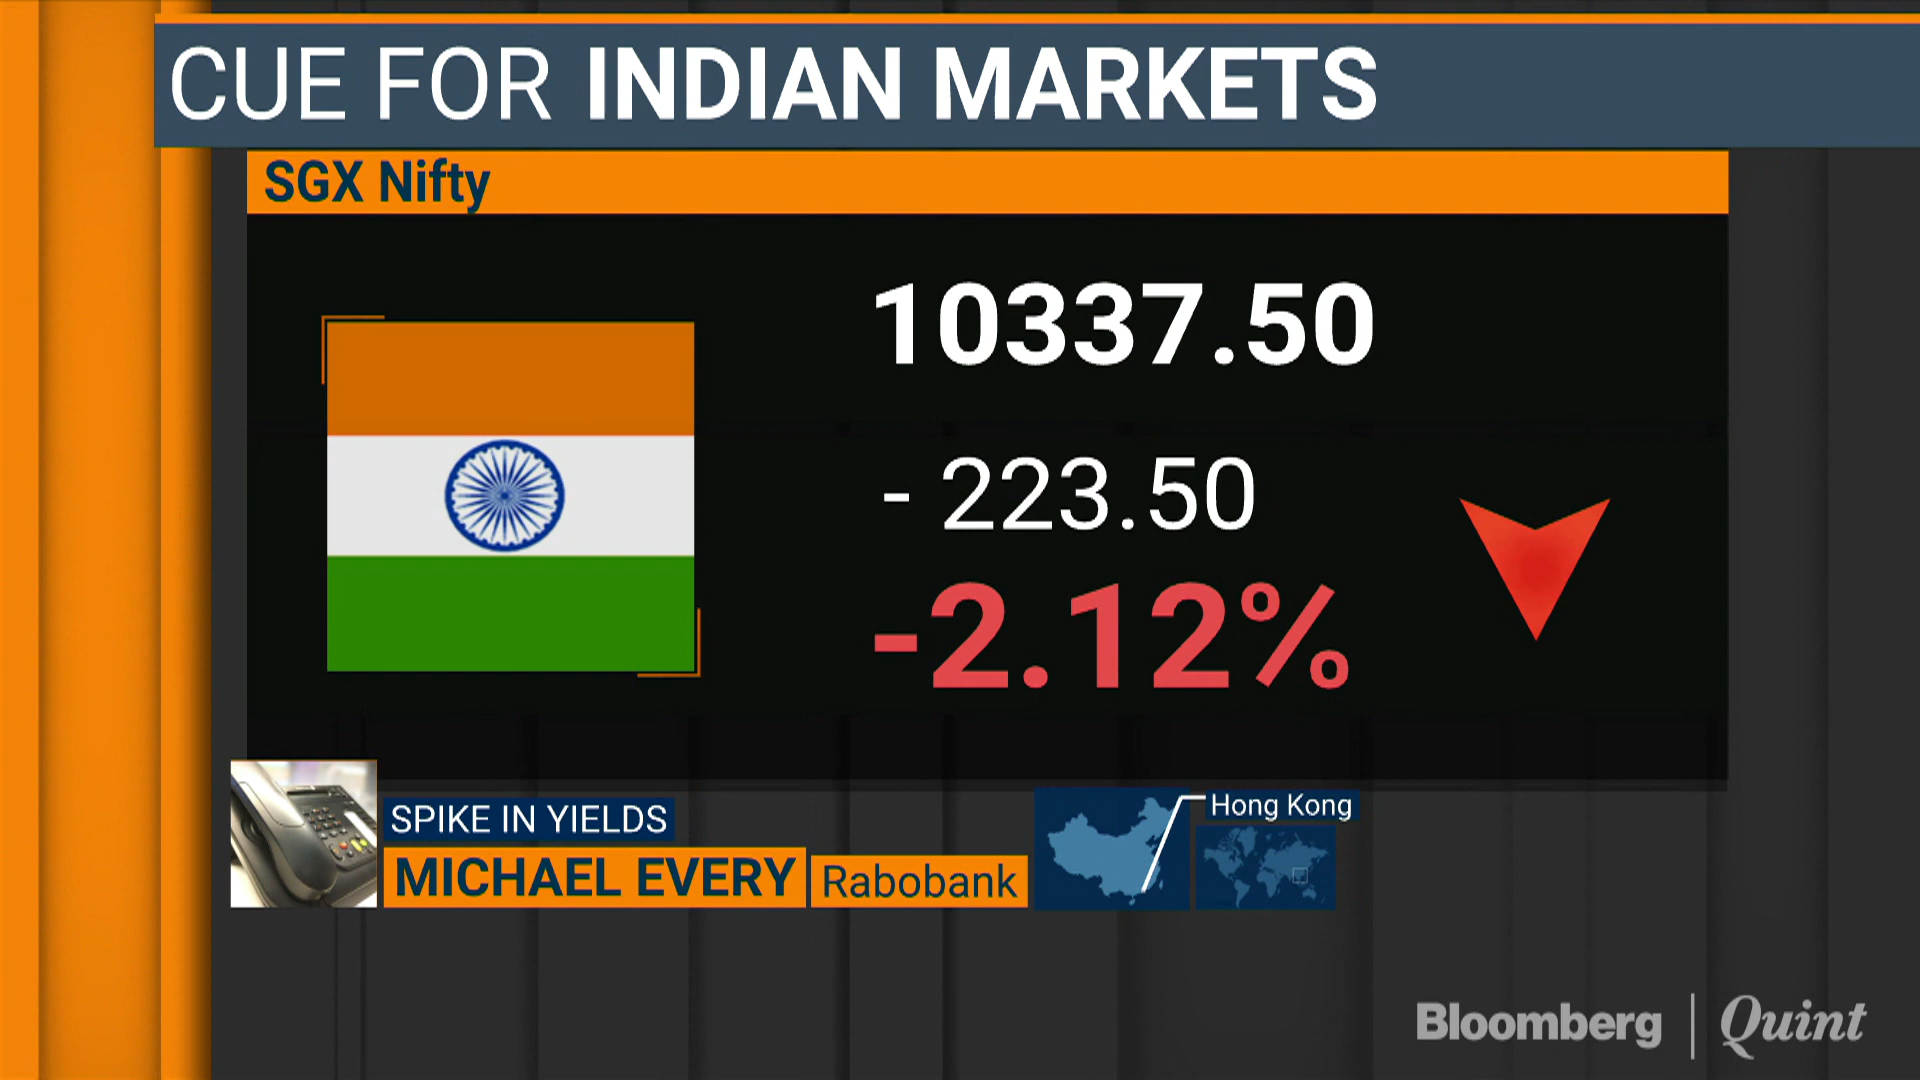 CUE FOR INDIAN MARKETS
SGX Nifty
10337.50
- 223.50
-2.12%
SPIKE IN YIELDS
MICHAEL EVERY Rabobank
Hong Kong
Bloomberg | Quint